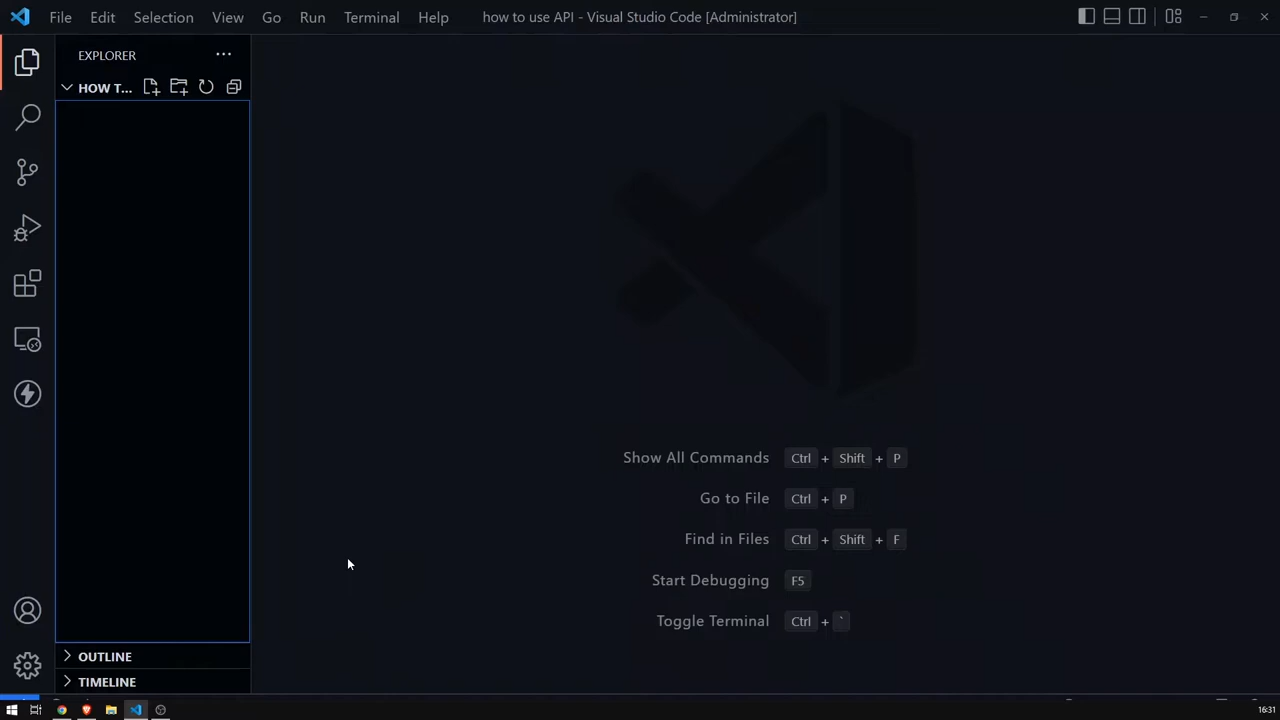 File Edit Selection View Go Run Terminal Help how to use API - Visual Studio Code [Administrator]
EXPLORER
HOW T...
Show All Commands Ctrl + Shift + P
Go to File Ctrl + P
Find in Files Ctrl + Shift + F
Start Debugging F5
Toggle Terminal Ctrl + `
OUTLINE
TIMELINE
16:31